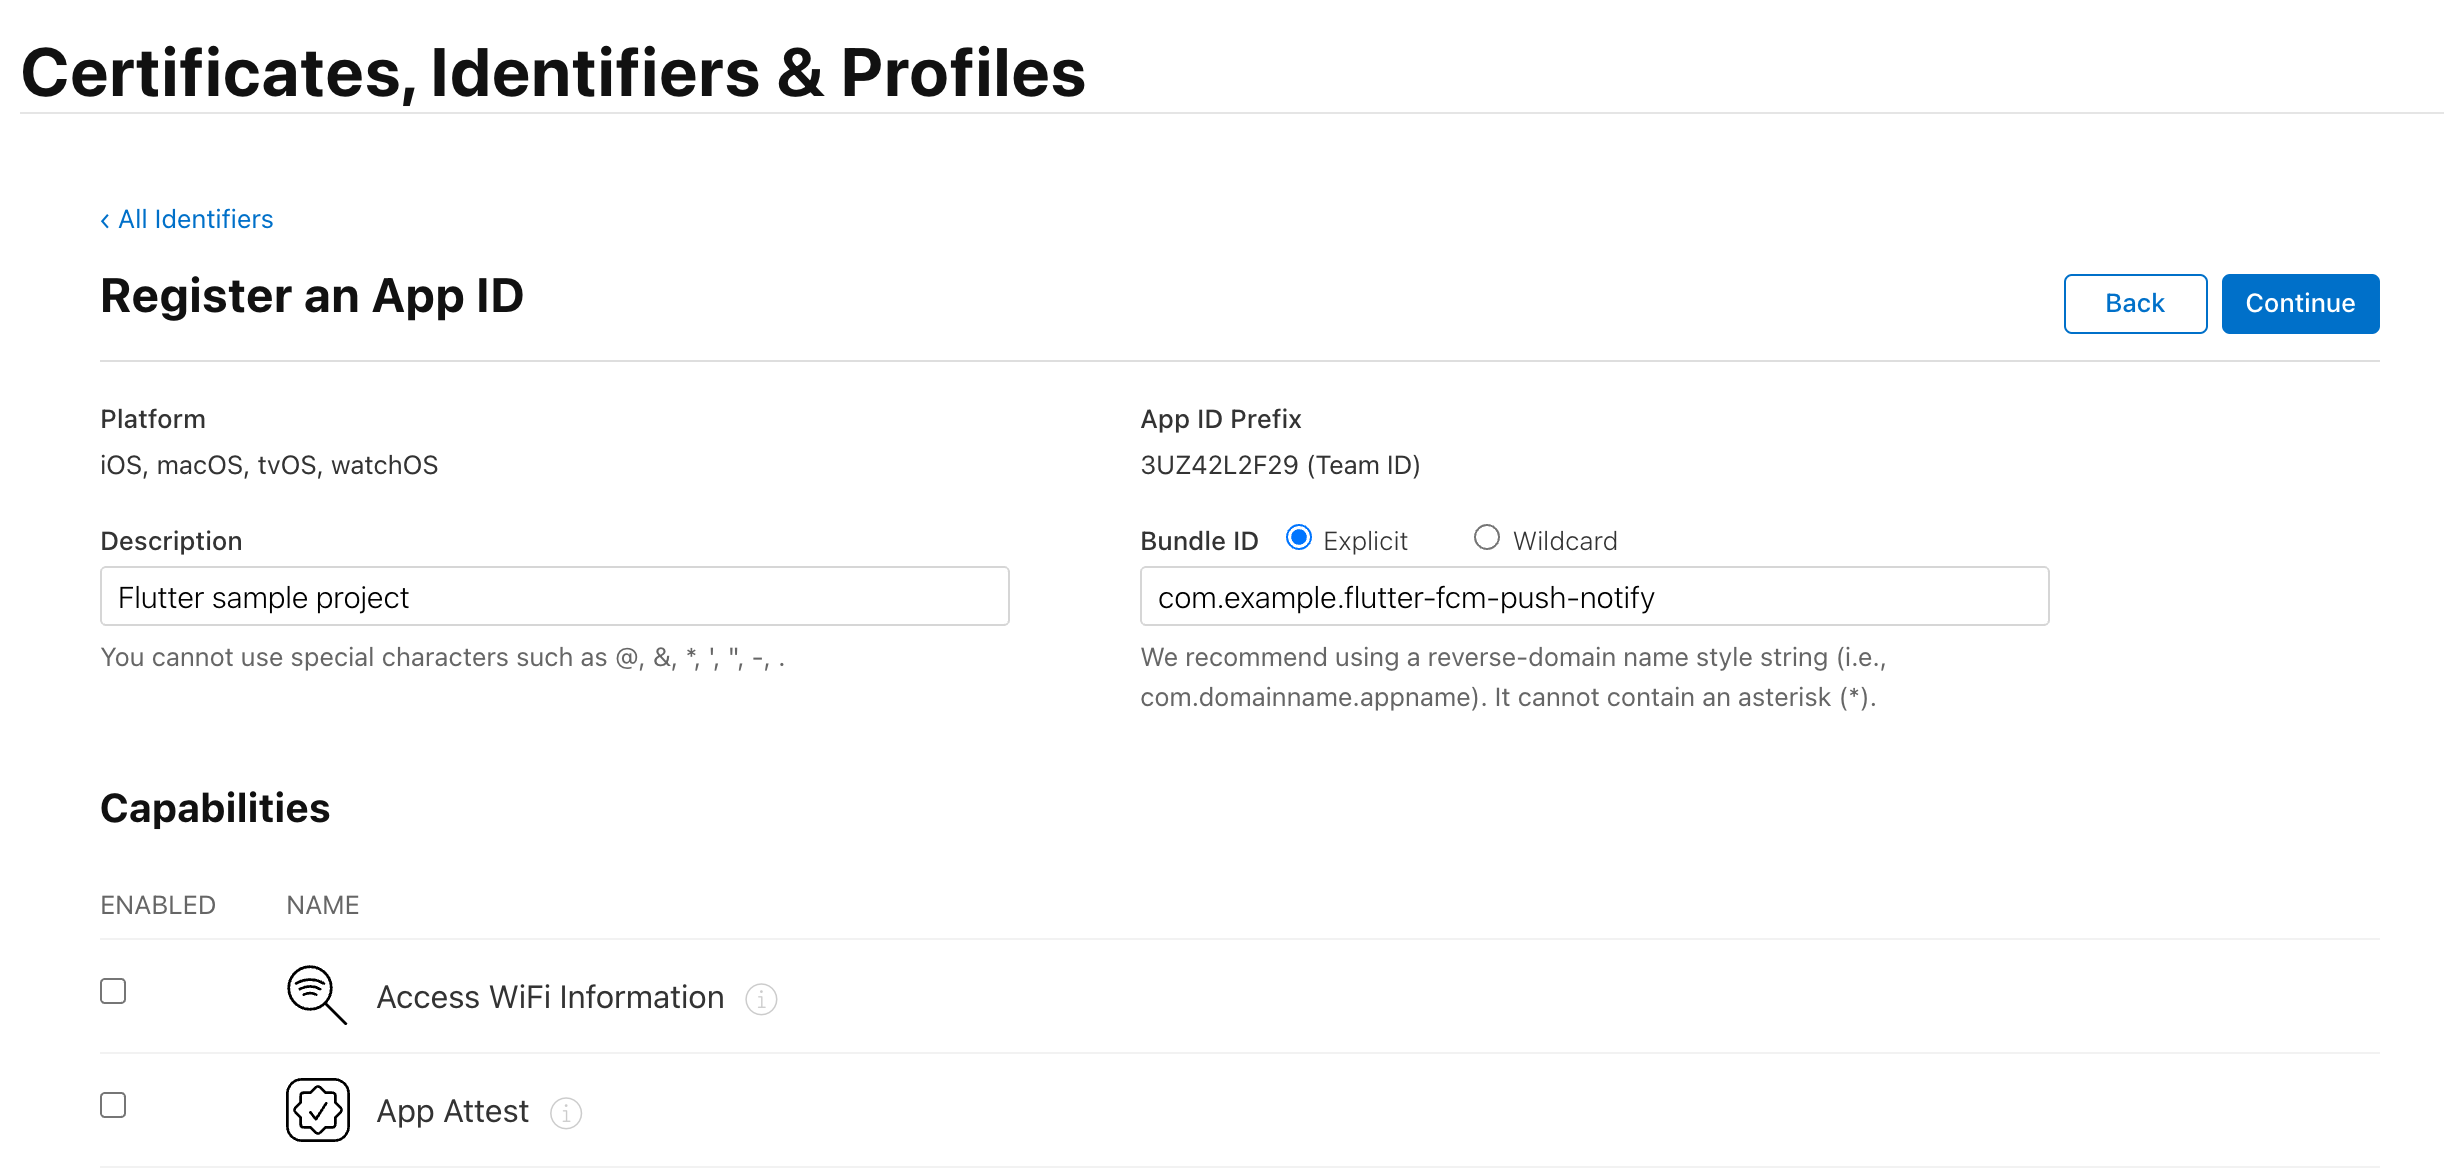 Certificates, Identifiers & Profiles
‹ All Identifiers
Register an App ID
Back
Continue
Platform
iOS, macOS, tvOS, watchOS
App ID Prefix
3UZ42L2F29 (Team ID)
Description
Flutter sample project
You cannot use special characters such as @, &, *, ', ", -, .
Bundle ID Explicit Wildcard
com.example.flutter-fcm-push-notify
We recommend using a reverse-domain name style string (i.e.,
com.domainname.appname). It cannot contain an asterisk (*).
Capabilities
ENABLED NAME
Access WiFi Information
App Attest